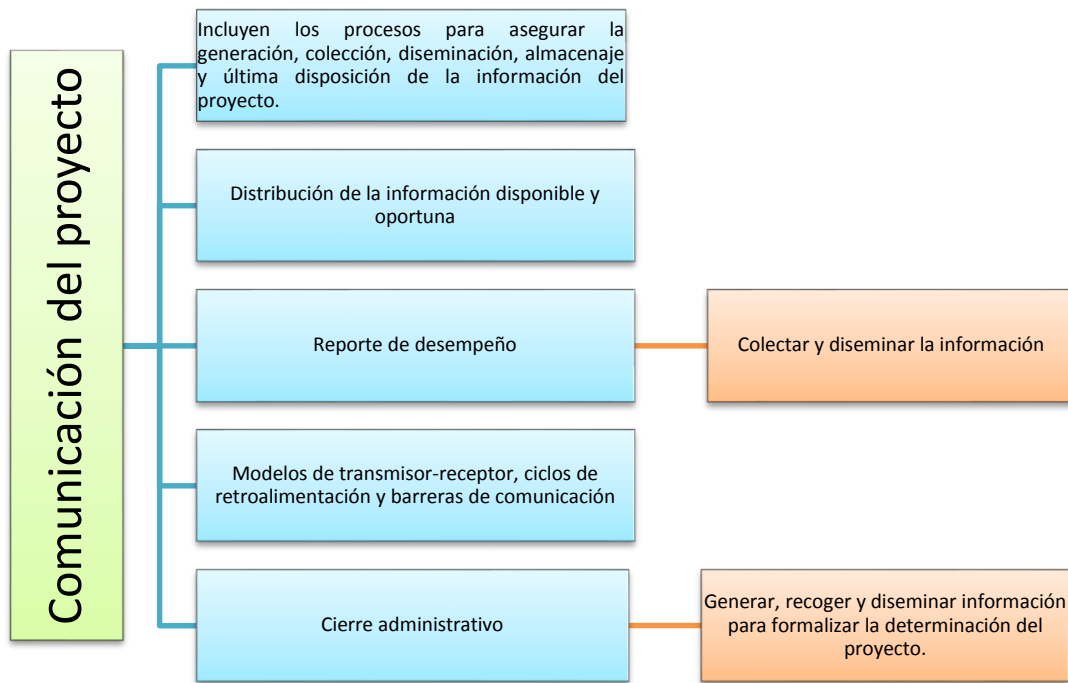 Comunicación del proyecto
Incluyen los procesos para asegurar la
generación, colección, diseminación, almacenaje
y última disposición de la información del
proyecto.
Distribución de la información disponible y
oportuna
Reporte de desempeño
Colectar y diseminar la información
Modelos de transmisor-receptor, ciclos de
retroalimentación y barreras de comunicación
Cierre administrativo
Generar, recoger y diseminar información
para formalizar la determinación del
proyecto.